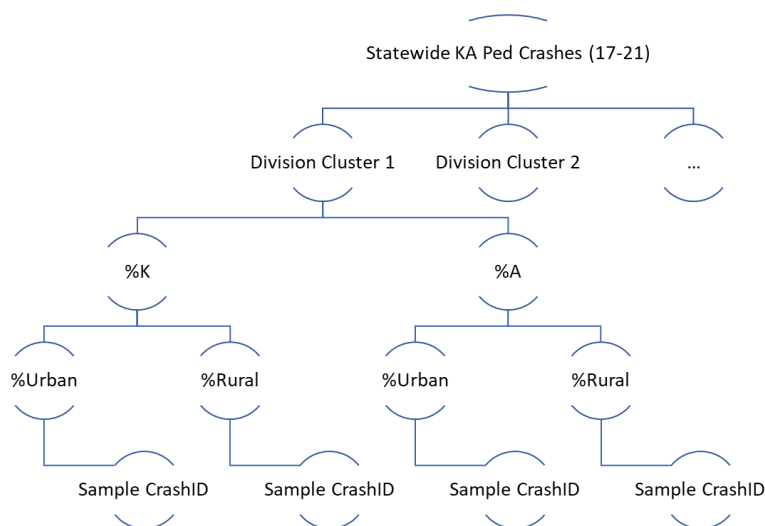 Statewide KA Ped Crashes (17-21)
Division Cluster 1
Division Cluster 2
...
%K
%A
%Urban
%Rural
%Urban
%Rural
Sample CrashID
Sample CrashID
Sample CrashID
Sample CrashID